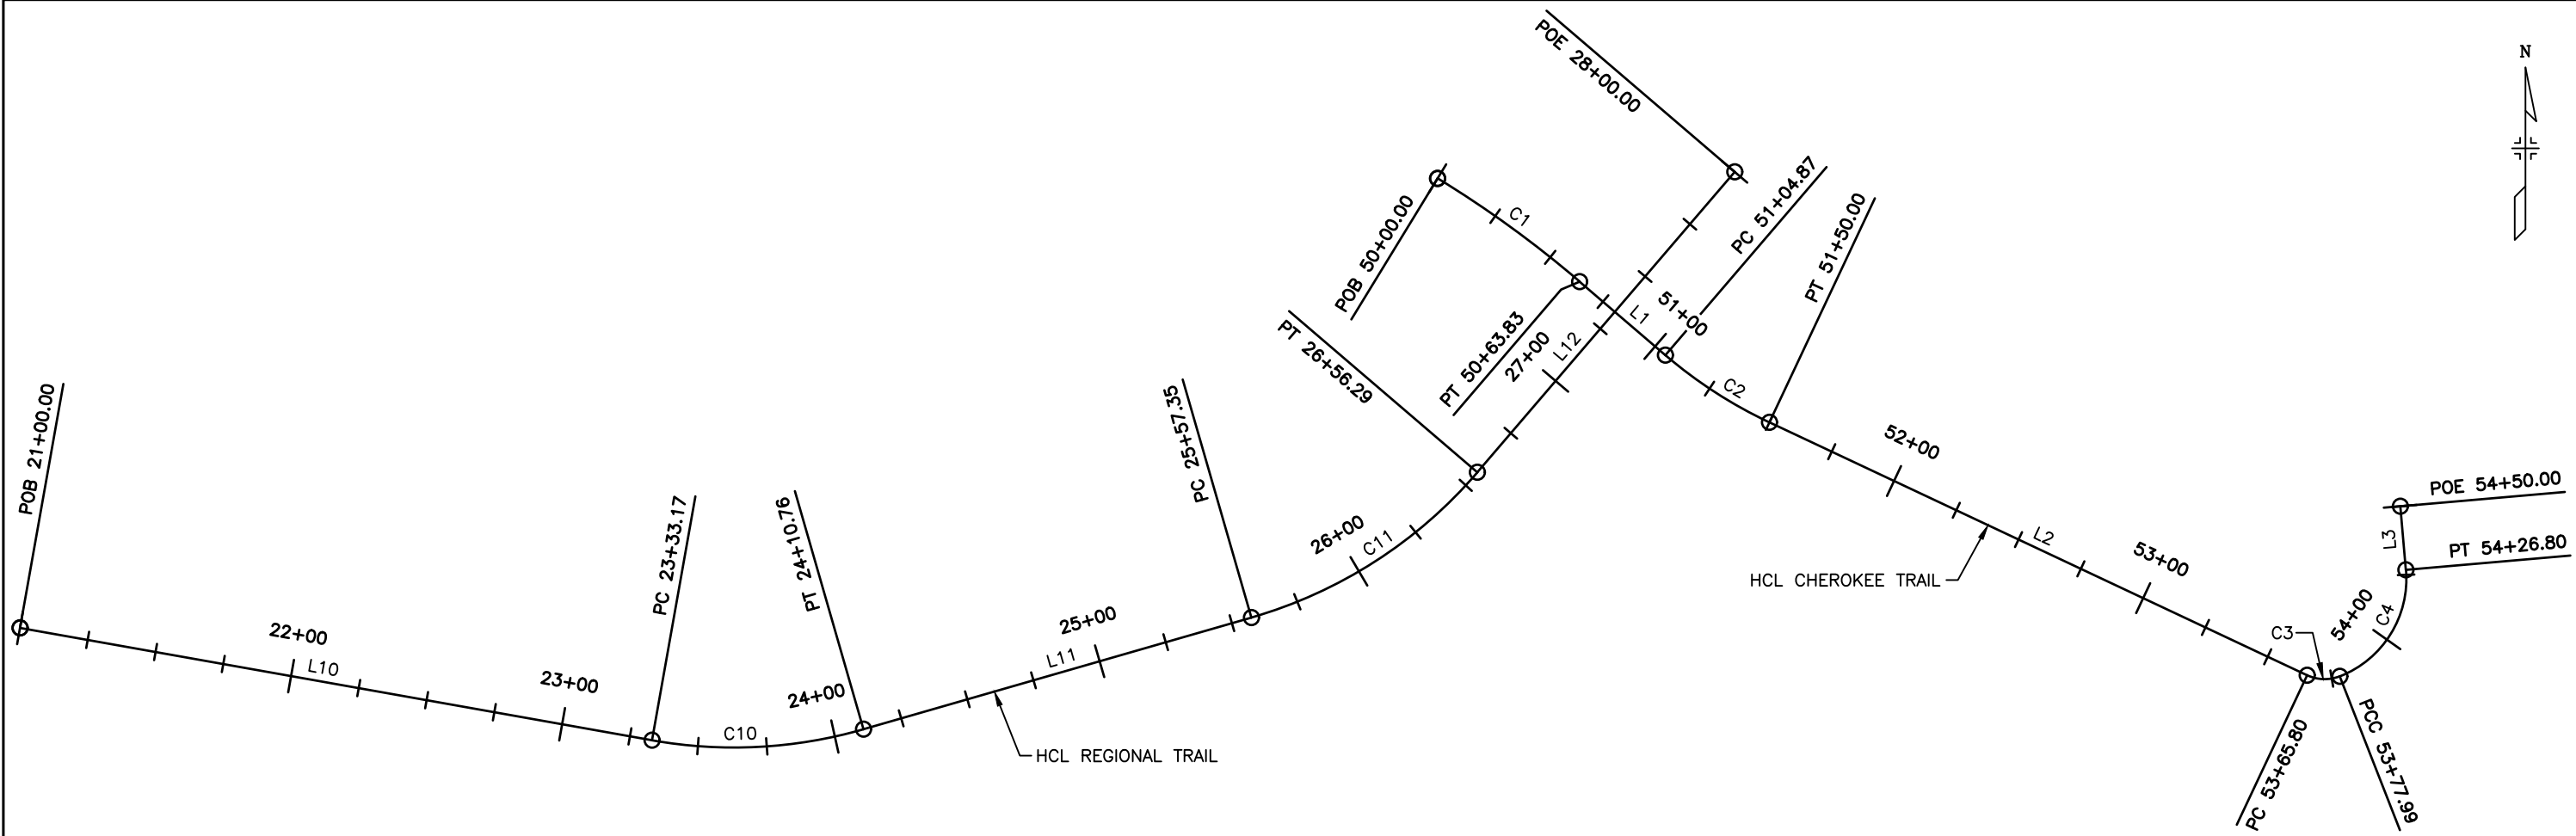 N
POE 28+00.00
POB 50+00.00
C1
PC 51+04.87
PT 51+50.00
PT 50+63.83
L1
51+00
27+00
L12
PT 26+56.29
C2
PC 25+57.35
POB 21+00.00
PC 23+33.17
PT 24+10.76
22+00
L10
23+00
C10
24+00
L11
25+00
26+00
C11
HCL REGIONAL TRAIL
52+00
HCL CHEROKEE TRAIL
L2
53+00
POE 54+50.00
L3
PT 54+26.80
54+00
C4
C3
PC 53+65.80
PCC 53+77.99